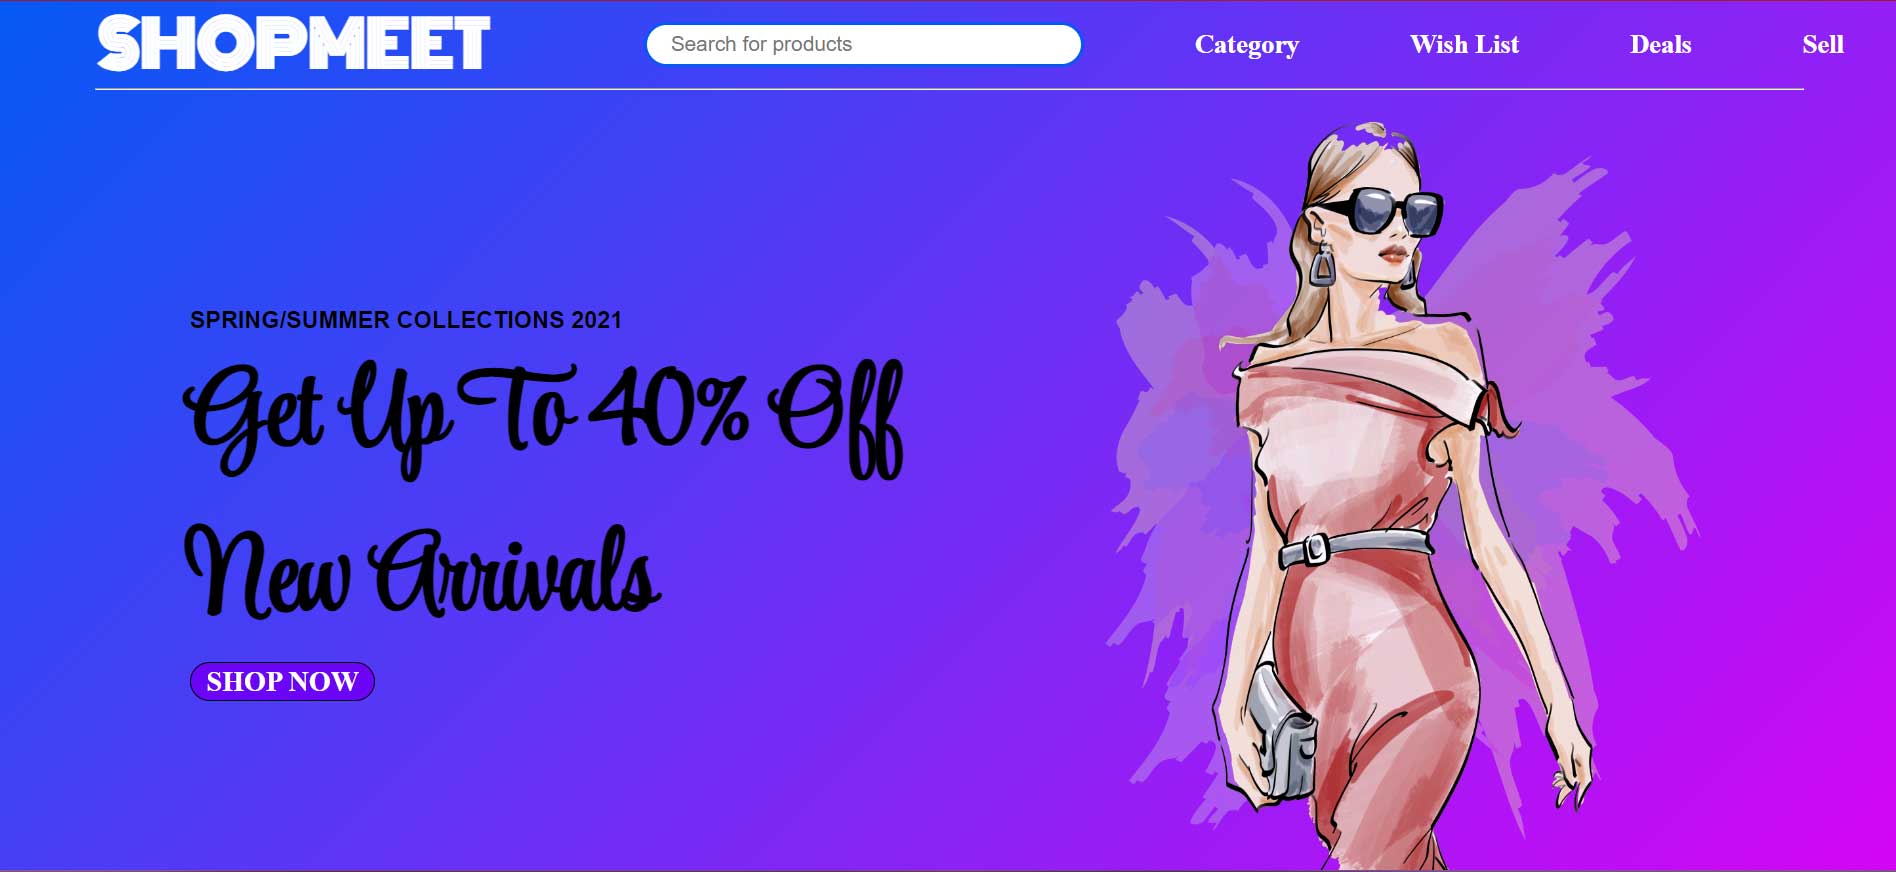 SHOPMEET
Search for products
Category
Wish List
Deals
Sell
SPRING/SUMMER COLLECTIONS 2021
Get Up To 40% Off
New Arrivals
SHOP NOW